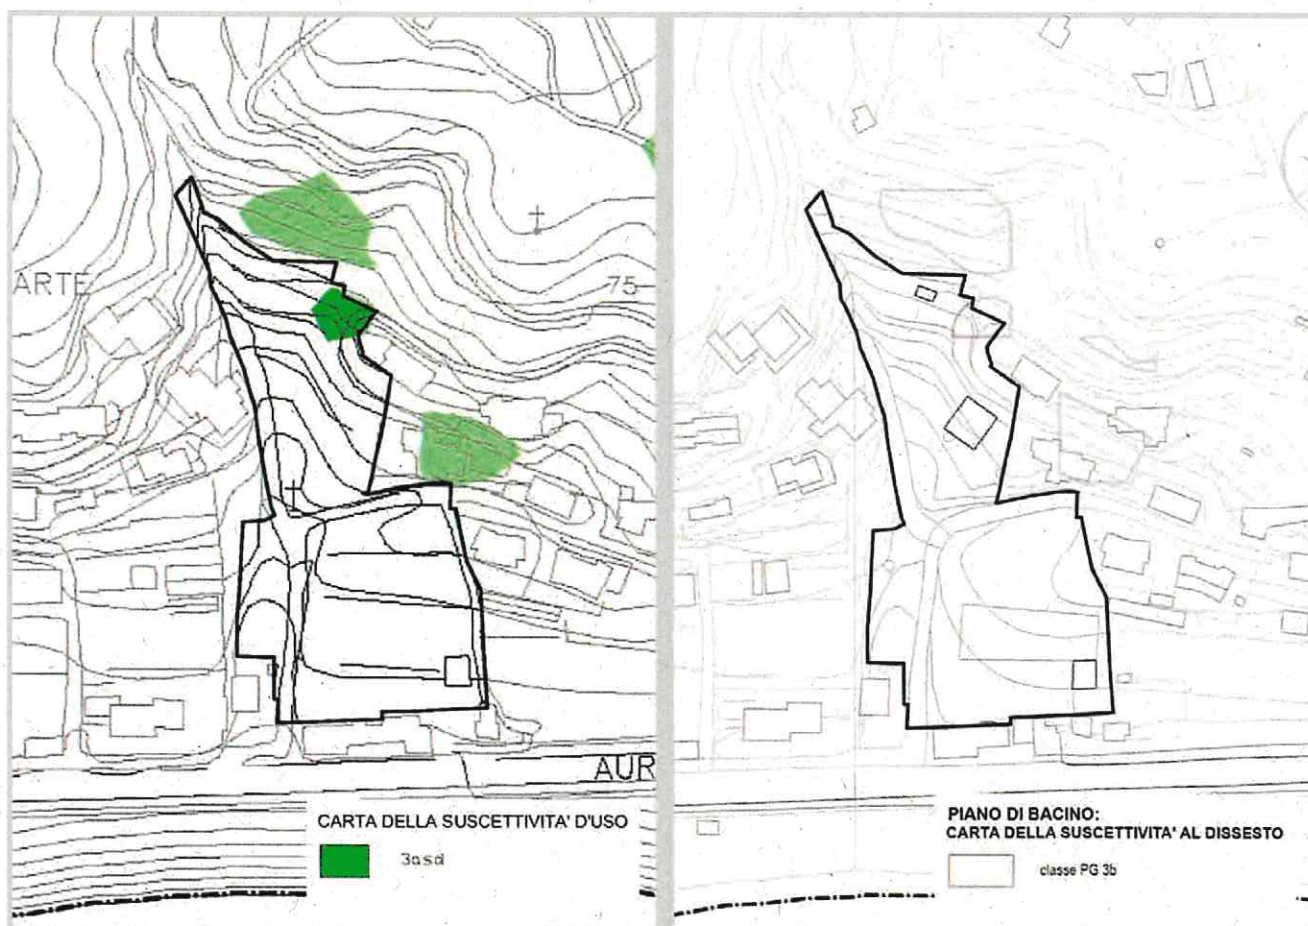 ARTE
75
AUR
CARTA DELLA SUSCETTIVITA' D'USO
3asd
PIANO DI BACINO:
CARTA DELLA SUSCETTIVITA' AL DISSESTO
classe PG 3b